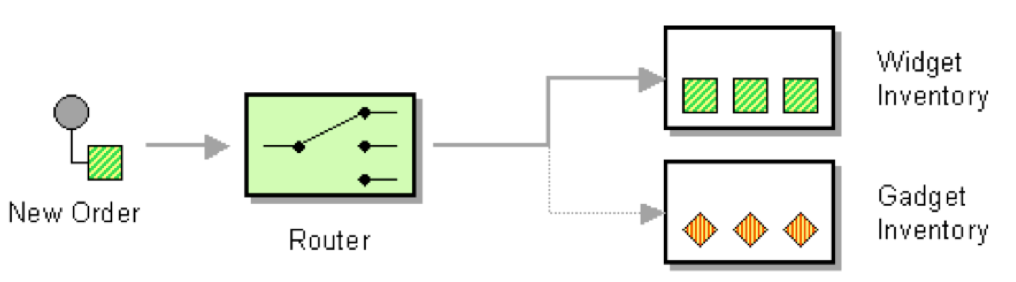 New Order
Router
Widget
Inventory
Gadget
Inventory